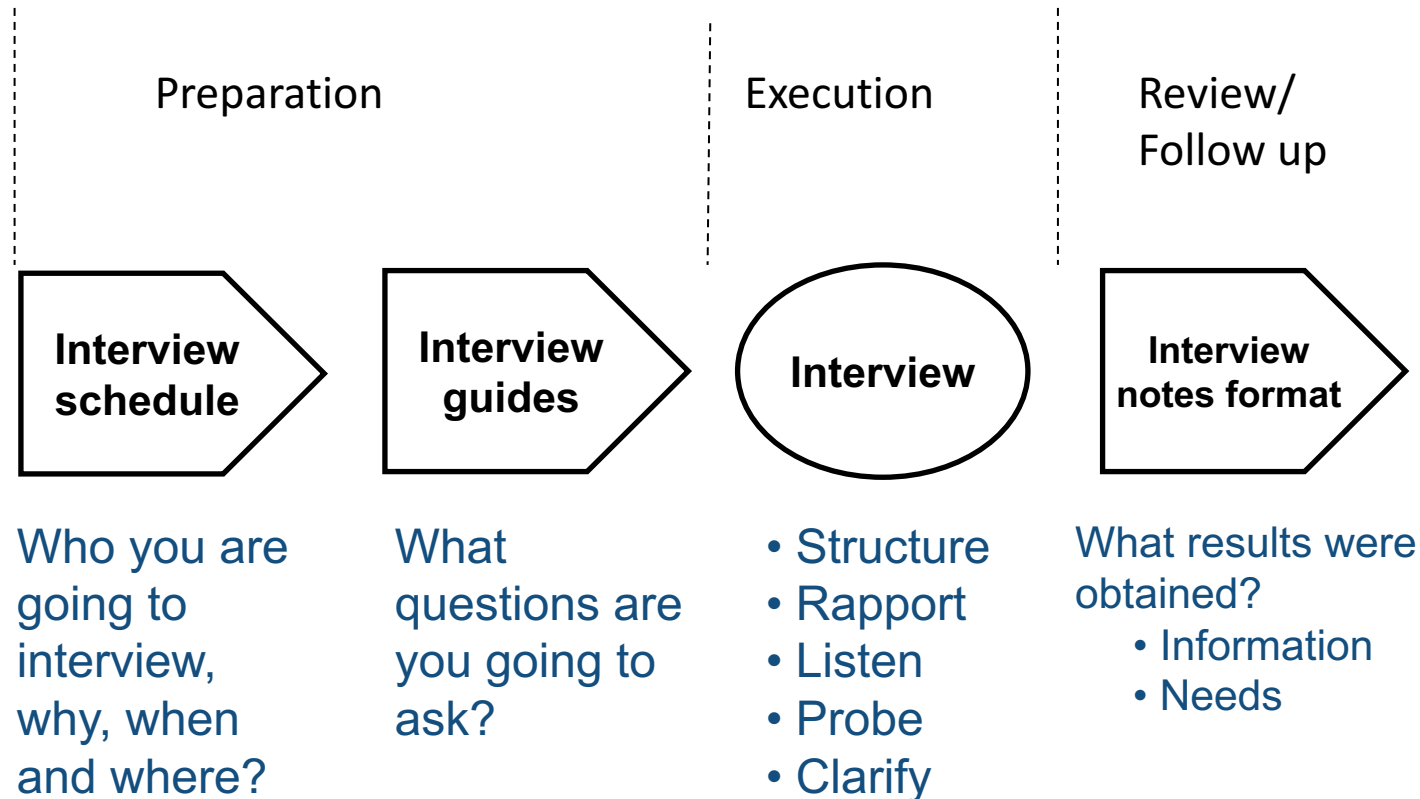 Preparation
Execution
Review/
Follow up
Interview
schedule
Interview
guides
Interview
Interview
notes format
Who you are
going to
interview,
why, when
and where?
What
questions are
you going to
ask?
• Structure
• Rapport
• Listen
• Probe
• Clarify
What results were
obtained?
• Information
• Needs